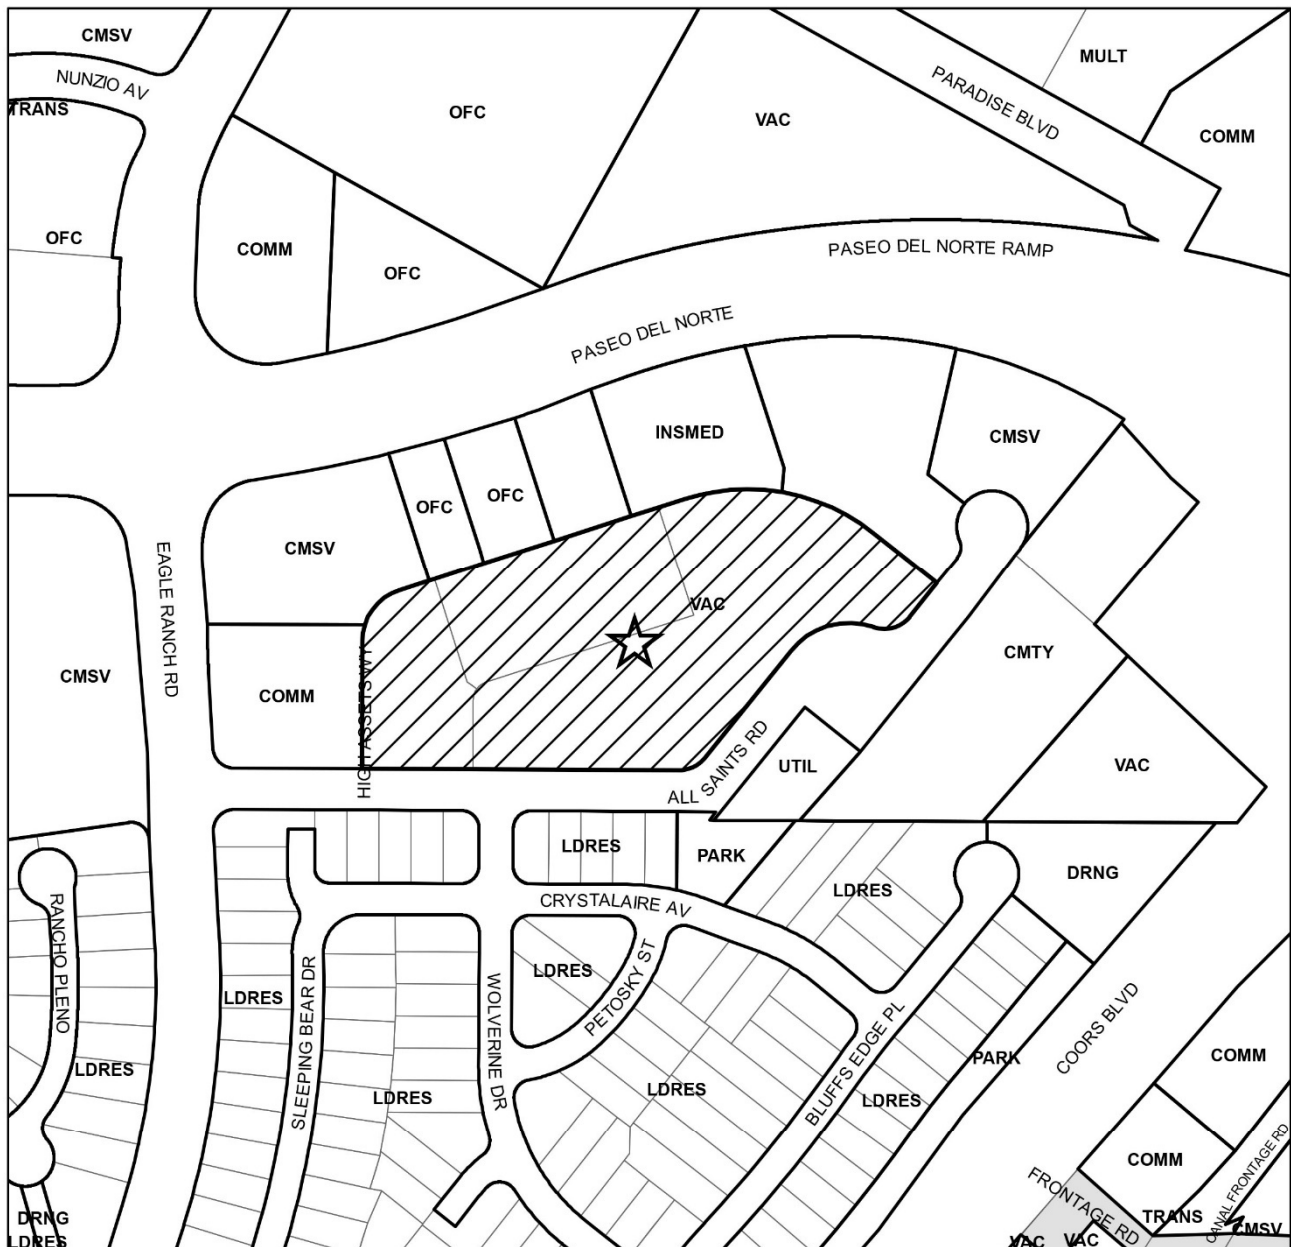 CMSV
NUNZIO AV
TRANS
OFC
VAC
PARADISE BLVD
MULT
COMM
OFC
COMM
OFC
PASEO DEL NORTE RAMP
PASEO DEL NORTE
INSMED
CMSV
OFC
OFC
CMSV
EAGLE RANCH RD
VAC
CMTY
CMSV
COMM
HIGH ASSETS WY
ALL SAINTS RD
UTIL
VAC
LDRES
PARK
LDRES
DRNG
CRYSTALAIRE AV
RANCHO PLENO
LDRES
SLEEPING BEAR DR
WOLVERINE DR
LDRES
PETOSKY ST
LDRES
LDRES
LDRES
BLUFFS EDGE PL
LDRES
PARK
COORS BLVD
COMM
COMM
FRONTAGE RD
CANAL FRONTAGE RD
TRANS
CMSV
DRNG
LDRES
VAC
VAC